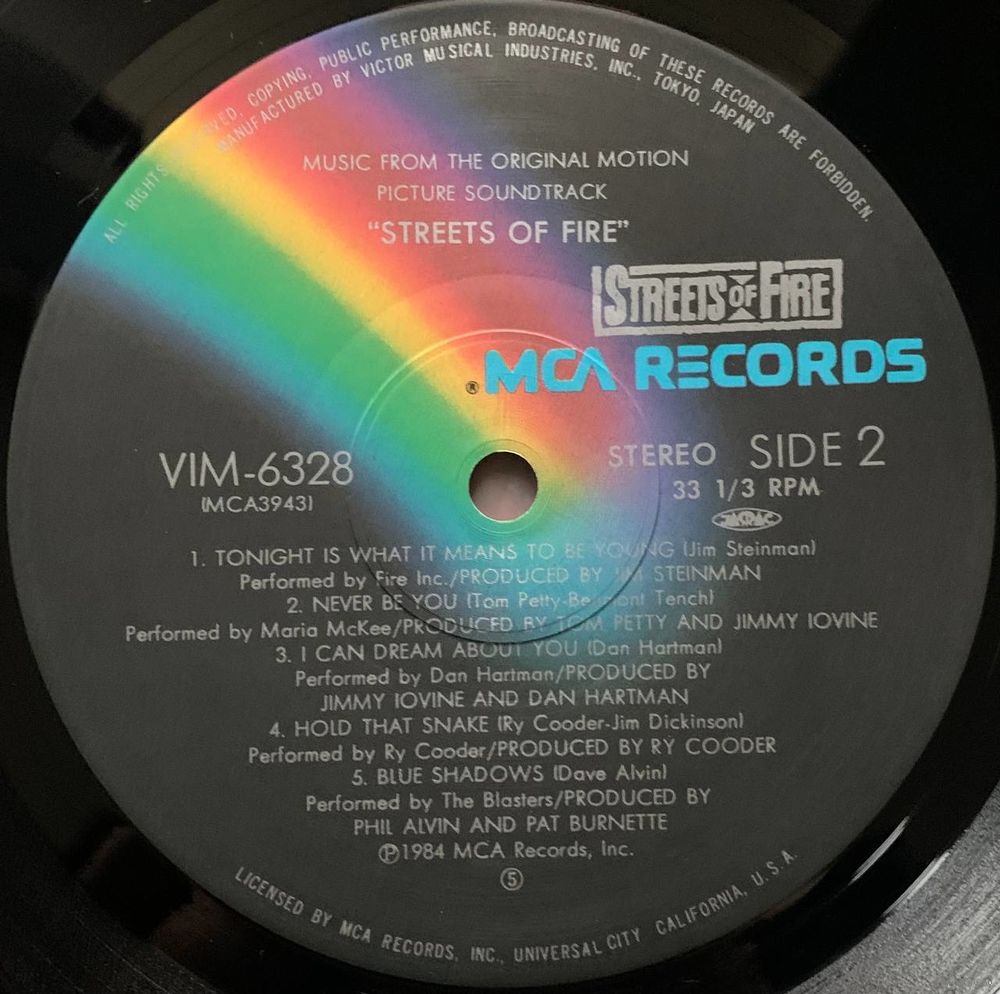 ALL RIGHTS RESERVED, COPYING, PUBLIC PERFORMANCE, BROADCASTING OF THESE RECORDS ARE FORBIDDEN.
MANUFACTURED BY VICTOR MUSICAL INDUSTRIES, INC., TOKYO, JAPAN
MUSIC FROM THE ORIGINAL MOTION
PICTURE SOUNDTRACK
"STREETS OF FIRE"
STREETS OF FIRE
® MCA RECORDS
VIM-6328
(MCA3943)
STEREO SIDE 2
33 1/3 RPM
JASRAC
1. TONIGHT IS WHAT IT MEANS TO BE YOUNG (Jim Steinman)
Performed by Fire Inc./PRODUCED BY JIM STEINMAN
2. NEVER BE YOU (Tom Petty-Belmont Tench)
Performed by Maria McKee/PRODUCED BY TOM PETTY AND JIMMY IOVINE
3. I CAN DREAM ABOUT YOU (Dan Hartman)
Performed by Dan Hartman/PRODUCED BY
JIMMY IOVINE AND DAN HARTMAN
4. HOLD THAT SNAKE (Ry Cooder-Jim Dickinson)
Performed by Ry Cooder/PRODUCED BY RY COODER
5. BLUE SHADOWS (Dave Alvin)
Performed by The Blasters/PRODUCED BY
PHIL ALVIN AND PAT BURNETTE
Ⓟ1984 MCA Records, Inc.
⑤
LICENSED BY MCA RECORDS, INC., UNIVERSAL CITY CALIFORNIA, U.S.A.